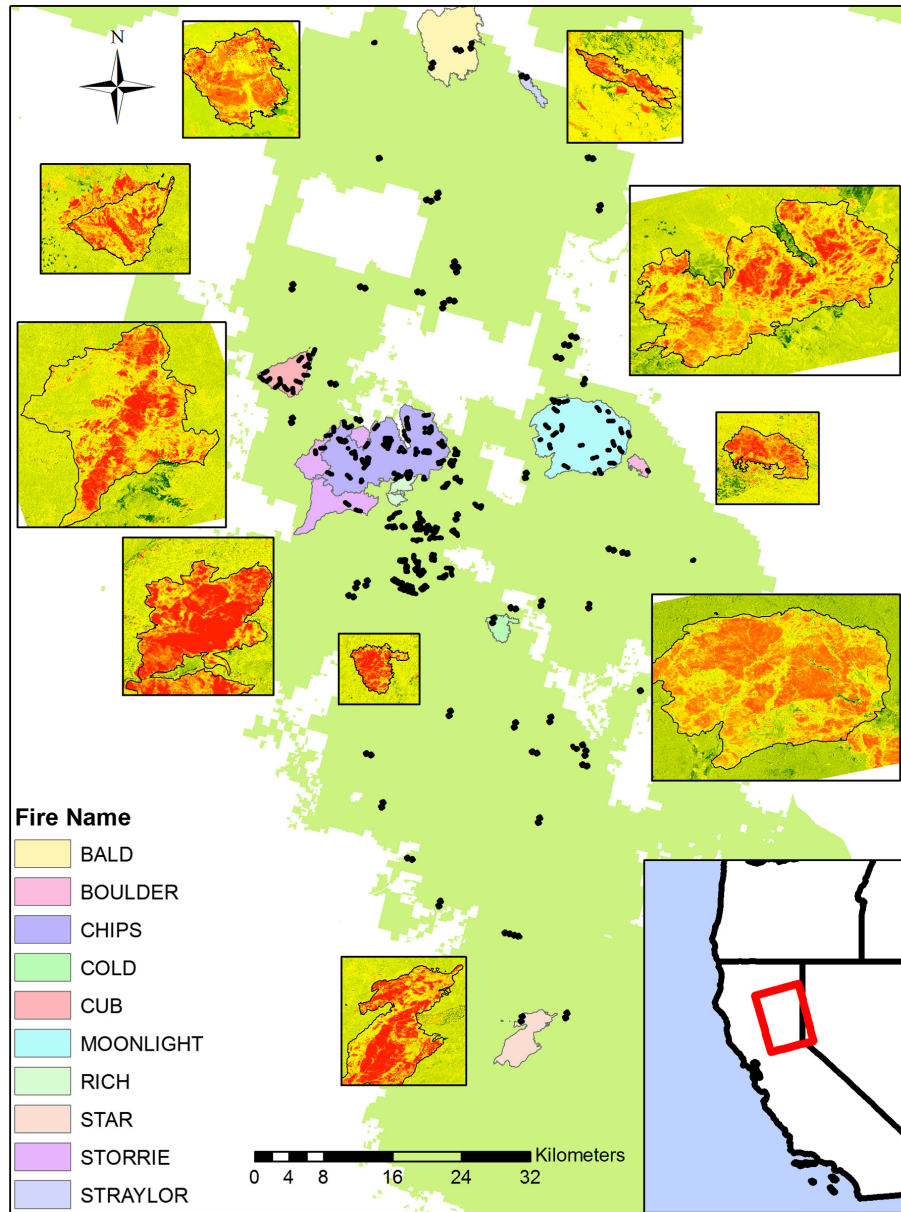 N
Fire Name
BALD
BOULDER
CHIPS
COLD
CUB
MOONLIGHT
RICH
STAR
STORRIE
STRAYLOR
Kilometers
0 4 8 16 24 32